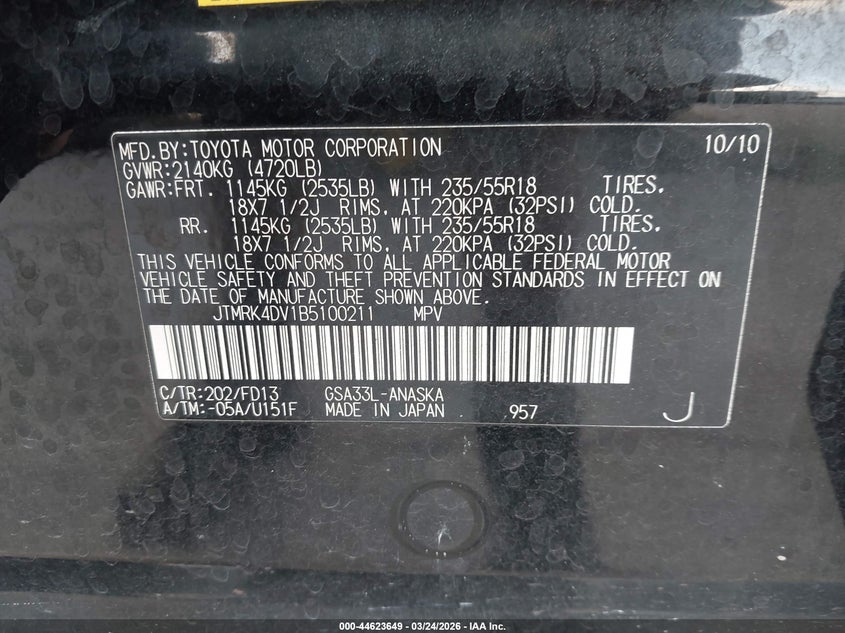 MFD.BY:TOYOTA MOTOR CORPORATION 10/10
GVWR:2140KG (4720LB)
GAWR:FRT. 1145KG (2535LB) WITH 235/55R18 TIRES,
18X7 1/2J RIMS, AT 220KPA (32PSI) COLD.
RR. 1145KG (2535LB) WITH 235/55R18 TIRES,
18X7 1/2J RIMS, AT 220KPA (32PSI) COLD.
THIS VEHICLE CONFORMS TO ALL APPLICABLE FEDERAL MOTOR
VEHICLE SAFETY AND THEFT PREVENTION STANDARDS IN EFFECT ON
THE DATE OF MANUFACTURE SHOWN ABOVE.
JTMRK4DV1B5100211 MPV
C/TR:202/FD13 GSA33L-ANASKA
A/TM:-05A/U151F MADE IN JAPAN 957 J
000-44623649 - 03/24/2026 - IAA Inc.